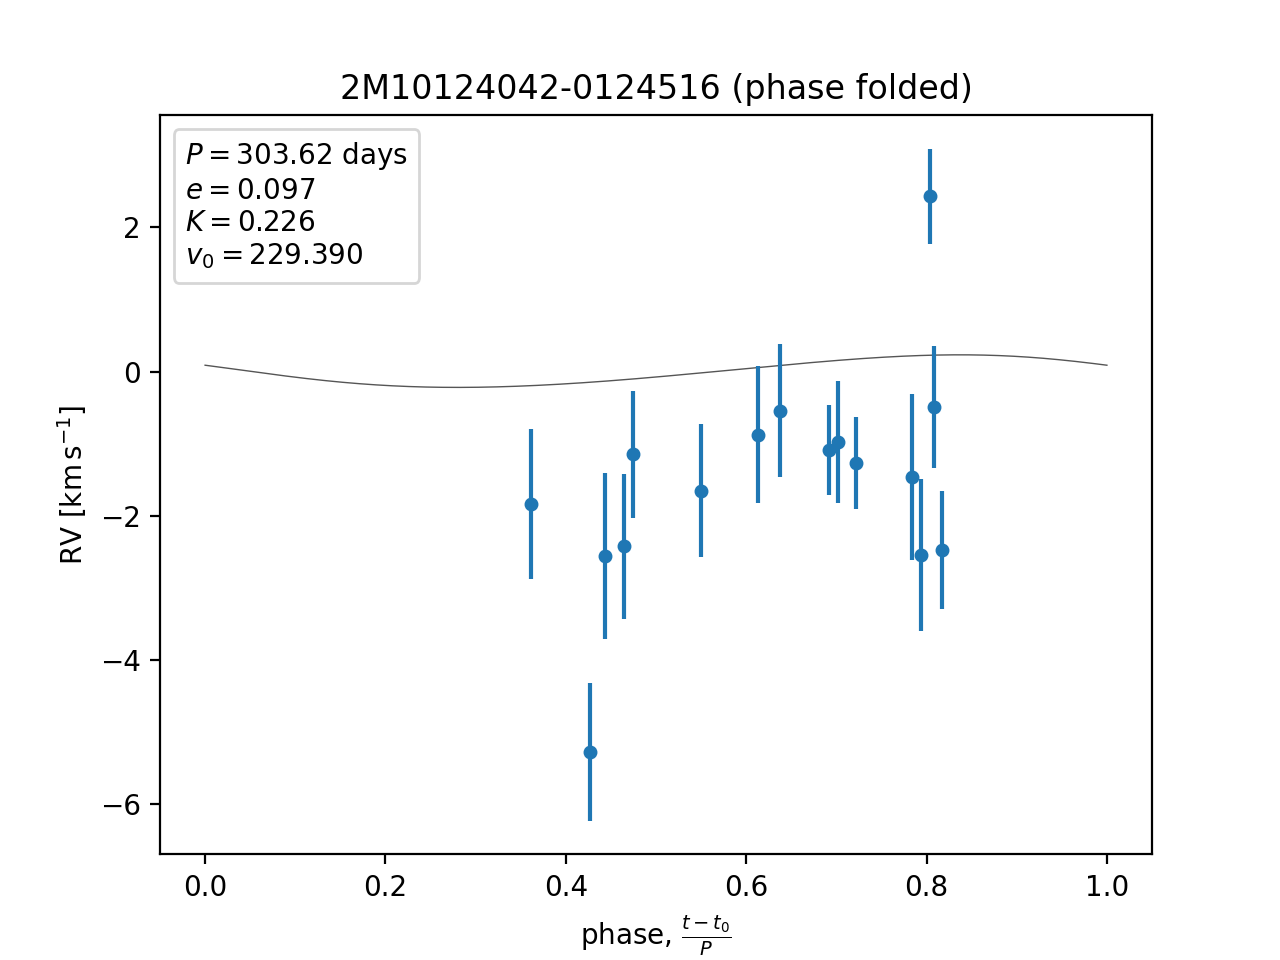 2M10124042-0124516 (phase folded)
P = 303.62 days
e = 0.097
K = 0.226
v₀ = 229.390
2
0
−2
−4
−6
RV [km s⁻¹]
0.0 0.2 0.4 0.6 0.8 1.0
phase, (t − t₀)/P